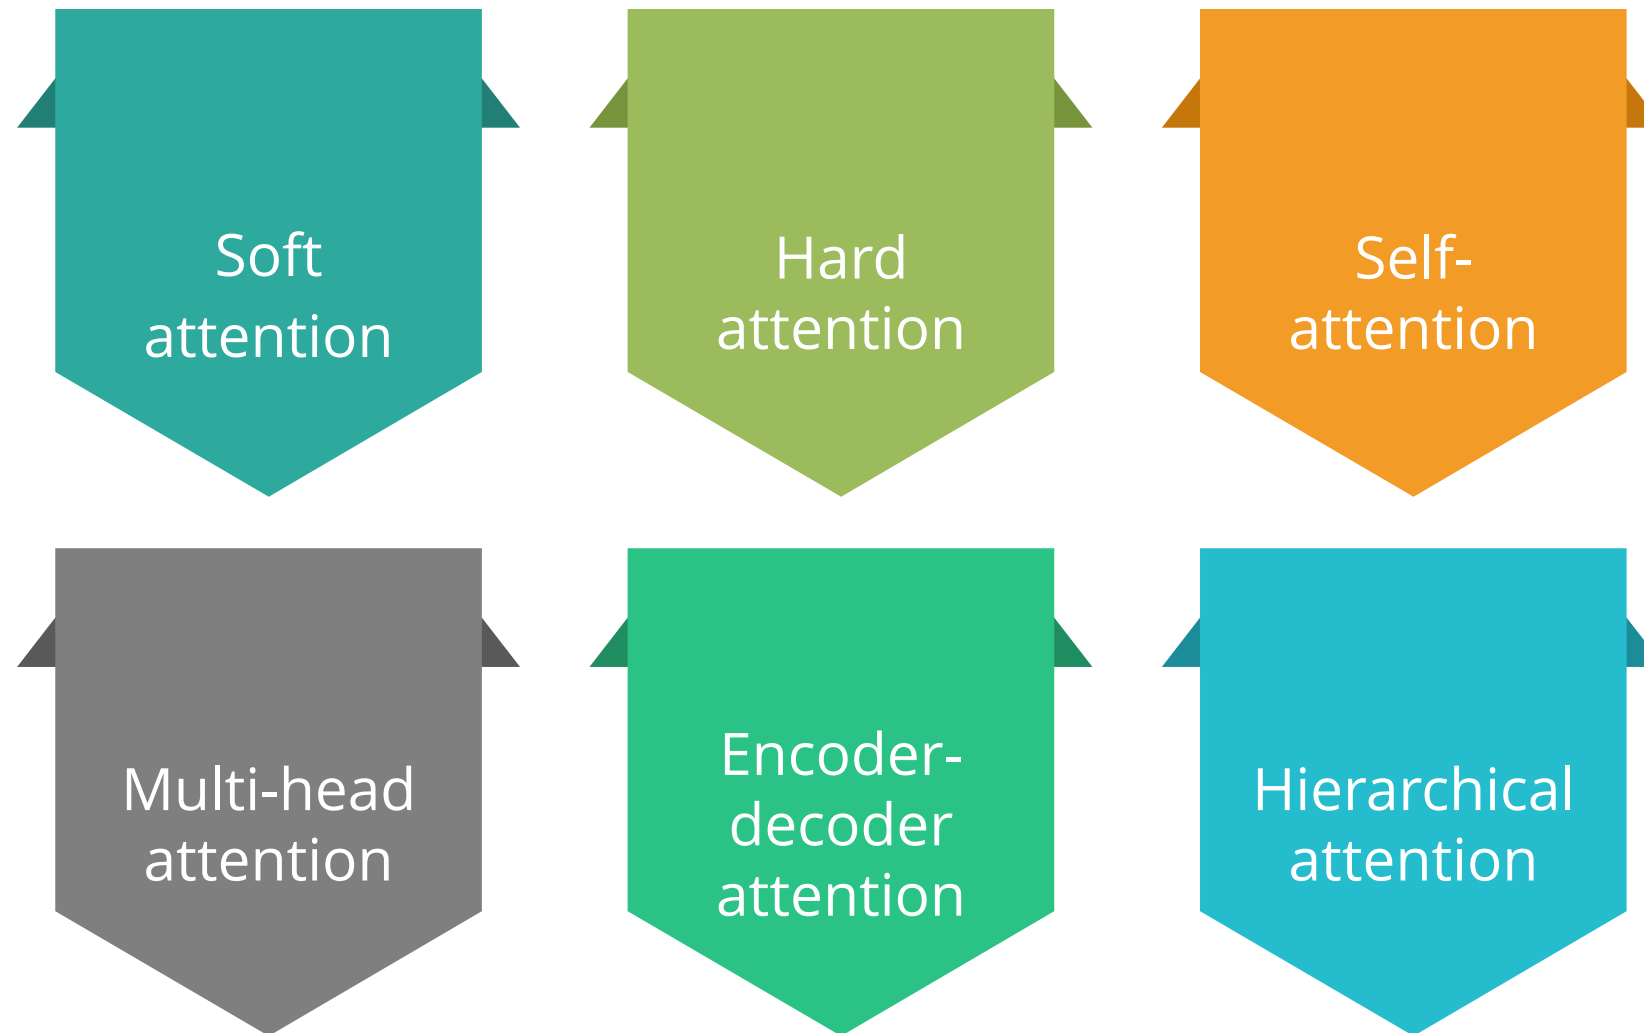 Soft
attention
Hard
attention
Self-
attention
Multi-head
attention
Encoder-
decoder
attention
Hierarchical
attention